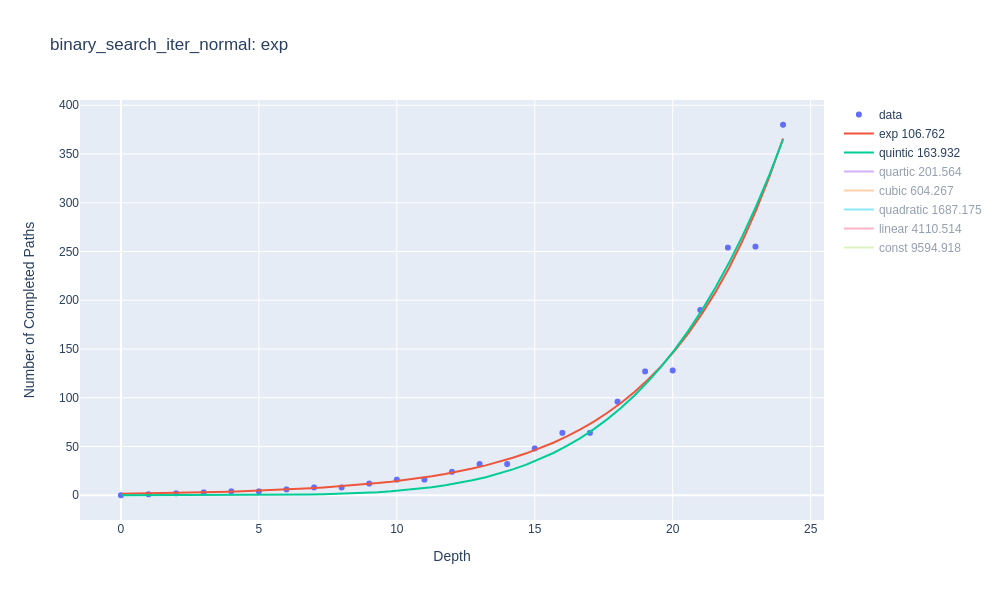 binary_search_iter_normal: exp
400
350
300
250
200
150
100
50
0
0 5 10 15 20 25
Number of Completed Paths
Depth
data
exp 106.762
quintic 163.932
quartic 201.564
cubic 604.267
quadratic 1687.175
linear 4110.514
const 9594.918